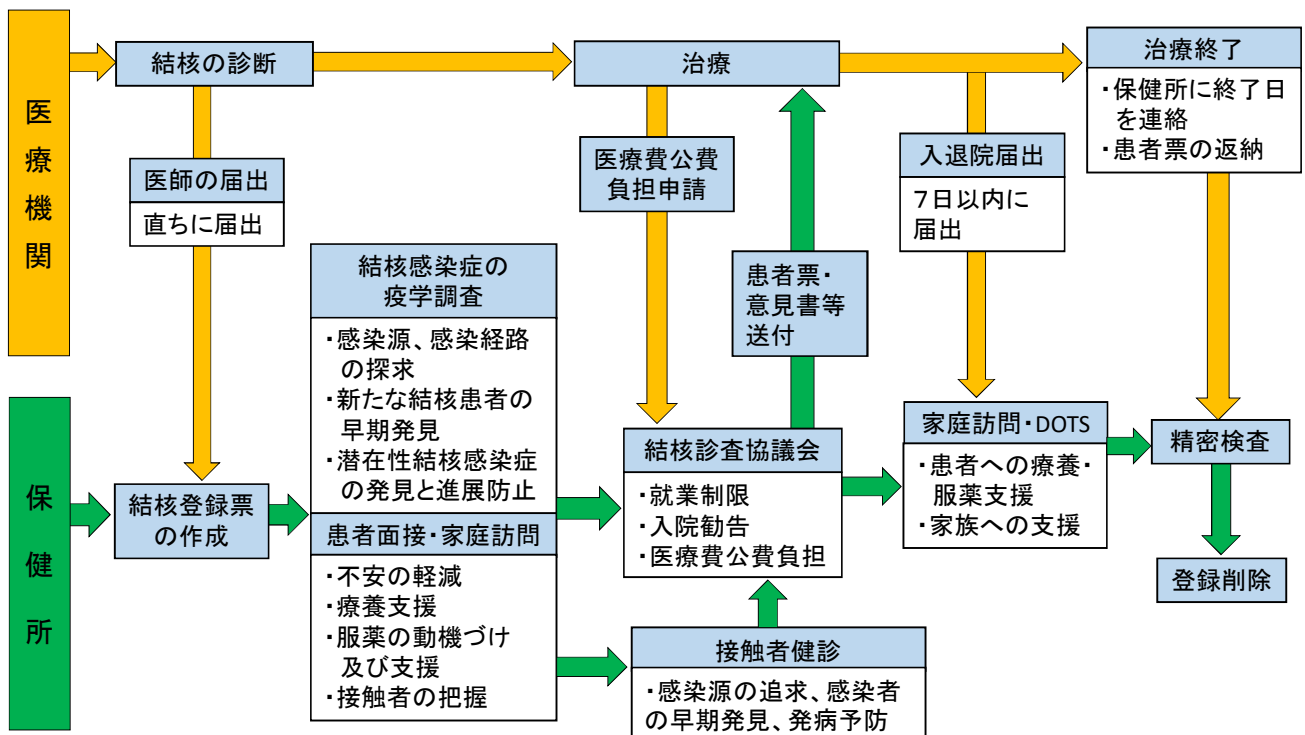 医療機関
結核の診断
治療
治療終了
・保健所に終了日
を連絡
・患者票の返納
医師の届出
直ちに届出
医療費公費
負担申請
入退院届出
7日以内に
届出
患者票・
意見書等
送付
保健所
結核登録票
の作成
結核感染症の
疫学調査
・感染源、感染経路
の探求
・新たな結核患者の
早期発見
・潜在性結核感染症
の発見と進展防止
患者面接・家庭訪問
・不安の軽減
・療養支援
・服薬の動機づけ
及び支援
・接触者の把握
結核診査協議会
・就業制限
・入院勧告
・医療費公費負担
接触者健診
・感染源の追求、感染者
の早期発見、発病予防
家庭訪問・DOTS
・患者への療養・
服薬支援
・家族への支援
精密検査
登録削除